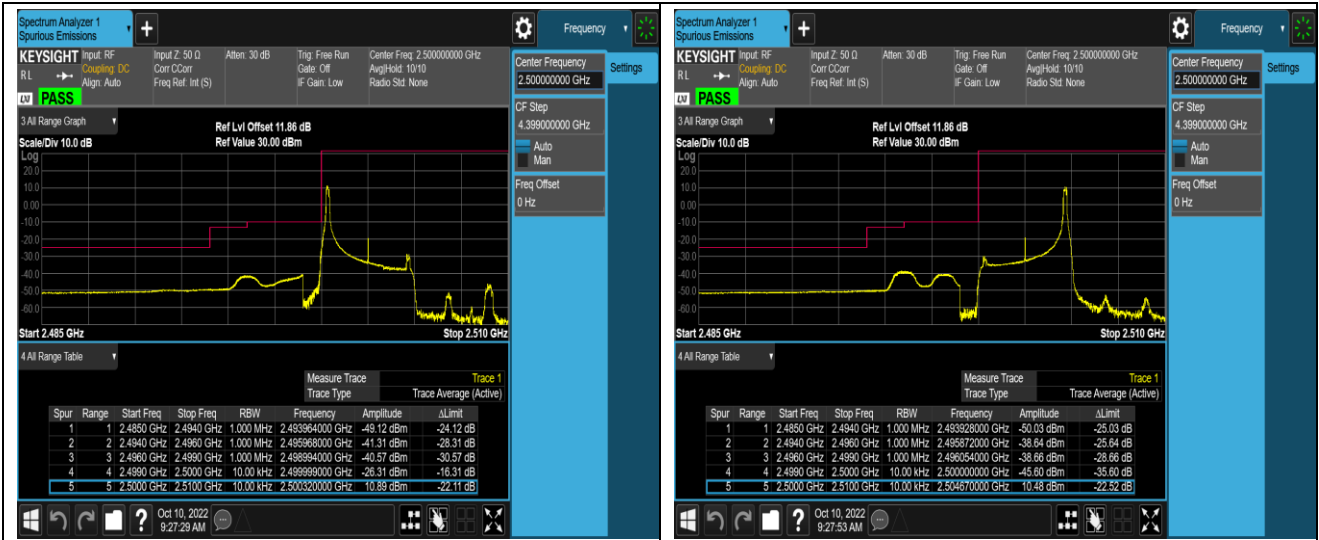 Spectrum Analyzer 1
Spurious Emissions
Frequency
KEYSIGHT Input: RF Input Z: 50 Ω Atten: 30 dB Trig: Free Run Center Freq: 2.500000000 GHz
Coupling: DC Corr CCorr Gate: Off Avg|Hold: 10/10
RL Align: Auto Freq Ref: Int (S) IF Gain: Low Radio Std: None
LXI PASS
Center Frequency
2.500000000 GHz
Settings
CF Step
4.399000000 GHz
Auto
Man
Freq Offset
0 Hz
3 All Range Graph
Ref Lvl Offset 11.86 dB
Scale/Div 10.0 dB Ref Value 30.00 dBm
Log
20.0
10.0
0.00
-10.0
-20.0
-30.0
-40.0
-50.0
-60.0
Start 2.485 GHz Stop 2.510 GHz
4 All Range Table
Measure Trace Trace 1
Trace Type Trace Average (Active)
Spur Range Start Freq Stop Freq RBW Frequency Amplitude ΔLimit
1 1 2.4850 GHz 2.4940 GHz 1.000 MHz 2.493964000 GHz -49.12 dBm -24.12 dB
2 2 2.4940 GHz 2.4960 GHz 1.000 MHz 2.495968000 GHz -41.31 dBm -28.31 dB
3 3 2.4960 GHz 2.4990 GHz 1.000 MHz 2.498994000 GHz -40.57 dBm -30.57 dB
4 4 2.4990 GHz 2.5000 GHz 10.00 kHz 2.499999000 GHz -26.31 dBm -16.31 dB
5 5 2.5000 GHz 2.5100 GHz 10.00 kHz 2.500320000 GHz 10.89 dBm -22.11 dB
?
Oct 10, 2022
9:27:29 AM
Spectrum Analyzer 1
Spurious Emissions
Frequency
KEYSIGHT Input: RF Input Z: 50 Ω Atten: 30 dB Trig: Free Run Center Freq: 2.500000000 GHz
Coupling: DC Corr CCorr Gate: Off Avg|Hold: 10/10
RL Align: Auto Freq Ref: Int (S) IF Gain: Low Radio Std: None
LXI PASS
Center Frequency
2.500000000 GHz
Settings
CF Step
4.399000000 GHz
Auto
Man
Freq Offset
0 Hz
3 All Range Graph
Ref Lvl Offset 11.86 dB
Scale/Div 10.0 dB Ref Value 30.00 dBm
Log
20.0
10.0
0.00
-10.0
-20.0
-30.0
-40.0
-50.0
-60.0
Start 2.485 GHz Stop 2.510 GHz
4 All Range Table
Measure Trace Trace 1
Trace Type Trace Average (Active)
Spur Range Start Freq Stop Freq RBW Frequency Amplitude ΔLimit
1 1 2.4850 GHz 2.4940 GHz 1.000 MHz 2.493928000 GHz -50.03 dBm -25.03 dB
2 2 2.4940 GHz 2.4960 GHz 1.000 MHz 2.495872000 GHz -38.64 dBm -25.64 dB
3 3 2.4960 GHz 2.4990 GHz 1.000 MHz 2.496054000 GHz -38.66 dBm -28.66 dB
4 4 2.4990 GHz 2.5000 GHz 10.00 kHz 2.500000000 GHz -45.60 dBm -35.60 dB
5 5 2.5000 GHz 2.5100 GHz 10.00 kHz 2.504670000 GHz 10.48 dBm -22.52 dB
?
Oct 10, 2022
9:27:53 AM